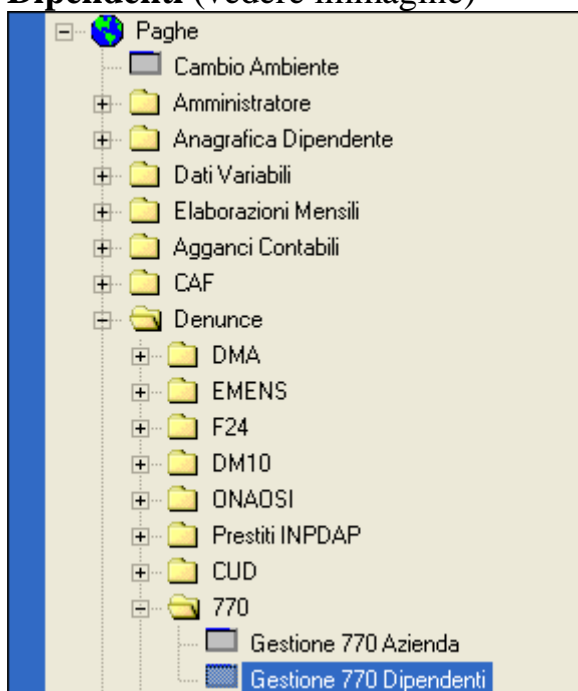 Dipendenti (vedere immagine)
Paghe
Cambio Ambiente
Amministratore
Anagrafica Dipendente
Dati Variabili
Elaborazioni Mensili
Agganci Contabili
CAF
Denunce
DMA
EMENS
F24
DM10
ONAOSI
Prestiti INPDAP
CUD
770
Gestione 770 Azienda
Gestione 770 Dipendenti